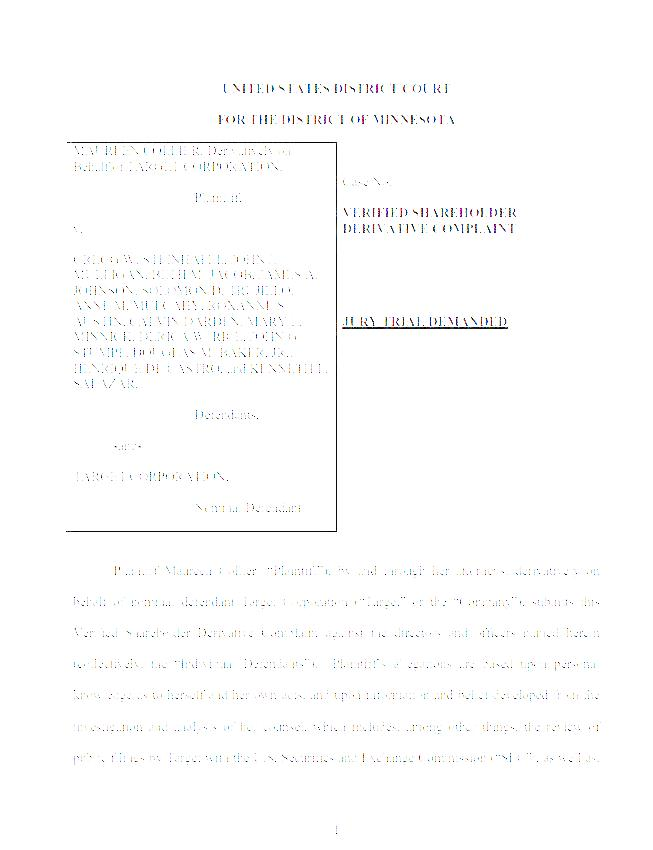 UNITED STATES DISTRICT COURT
FOR THE DISTRICT OF MINNESOTA
MAUREEN COLLIER, Derivatively on
Behalf of TARGET CORPORATION,
Plaintiff,
v.
GREGG W. STEINHAFEL, JOHN J.
MULLIGAN, BETH M. JACOB, JAMES A.
JOHNSON, SOLOMON D. TRUJILLO,
ANNE M. MULCAHY, ROXANNE S.
AUSTIN, CALVIN DARDEN, MARY E.
MINNICK, DERICA W. RICE, JOHN G.
STUMPF, DOUGLAS M. BAKER, JR.,
HENRIQUE DE CASTRO, and KENNETH L.
SALAZAR,
Defendants,
-and-
TARGET CORPORATION,
Nominal Defendant
Case No.
VERIFIED SHAREHOLDER
DERIVATIVE COMPLAINT
JURY TRIAL DEMANDED
Plaintiff Maureen Collier ("Plaintiff"), by and through her attorneys, derivatively on
behalf of nominal defendant Target Corporation ("Target" or the "Company"), submits this
Verified Shareholder Derivative Complaint against the directors and officers named herein
(collectively, the "Individual Defendants"). Plaintiff's allegations are based upon personal
knowledge as to herself and her own acts, and upon information and belief developed from the
investigation and analysis of her counsel, which includes, among other things, the review of
public filings by Target with the U.S. Securities and Exchange Commission ("SEC"), as well as
1